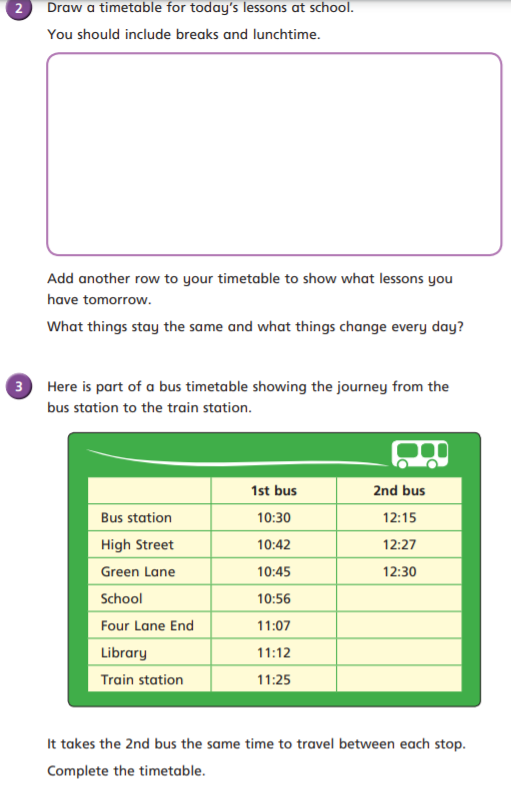 2 Draw a timetable for today's lessons at school.
You should include breaks and lunchtime.
Add another row to your timetable to show what lessons you
have tomorrow.
What things stay the same and what things change every day?
3 Here is part of a bus timetable showing the journey from the
bus station to the train station.
1st bus 2nd bus
Bus station 10:30 12:15
High Street 10:42 12:27
Green Lane 10:45 12:30
School 10:56
Four Lane End 11:07
Library 11:12
Train station 11:25
It takes the 2nd bus the same time to travel between each stop.
Complete the timetable.